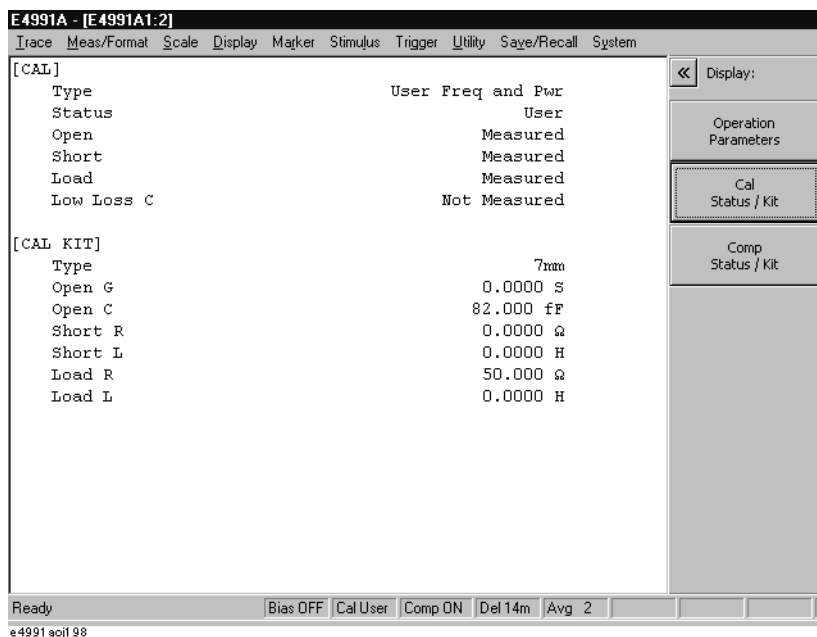 E4991A - [E4991A1:2]
Trace Meas/Format Scale Display Marker Stimulus Trigger Utility Save/Recall System
[CAL]
Type User Freq and Pwr
Status User
Open Measured
Short Measured
Load Measured
Low Loss C Not Measured
[CAL KIT]
Type 7mm
Open G 0.0000 S
Open C 82.000 fF
Short R 0.0000 Ω
Short L 0.0000 H
Load R 50.000 Ω
Load L 0.0000 H
« Display:
Operation
Parameters
Cal
Status / Kit
Comp
Status / Kit
Ready Bias OFF Cal User Comp ON Del 14m Avg 2
e4991aoi198